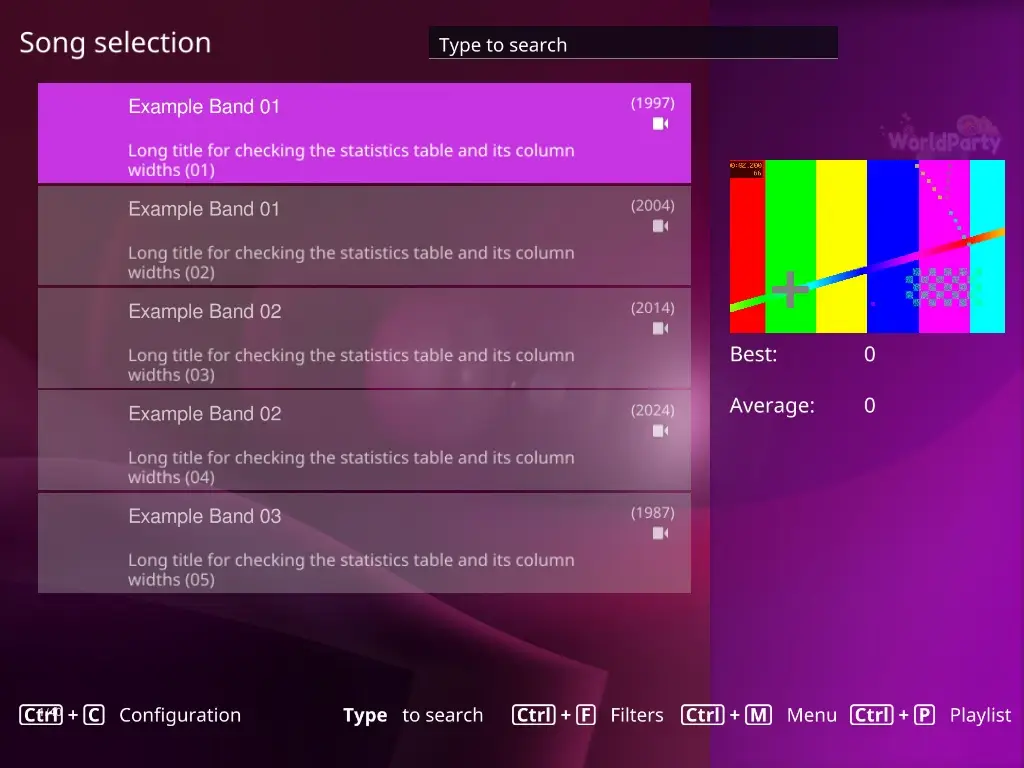 Song selection
Type to search
Example Band 01
(1997)
Long title for checking the statistics table and its column
widths (01)
Example Band 01
(2004)
Long title for checking the statistics table and its column
widths (02)
Example Band 02
(2014)
Long title for checking the statistics table and its column
widths (03)
Example Band 02
(2024)
Long title for checking the statistics table and its column
widths (04)
Example Band 03
(1987)
Long title for checking the statistics table and its column
widths (05)
WorldParty
0:02.200
66
Best: 0
Average: 0
Ctrl + C Configuration
Type to search
Ctrl + F Filters
Ctrl + M Menu
Ctrl + P Playlist